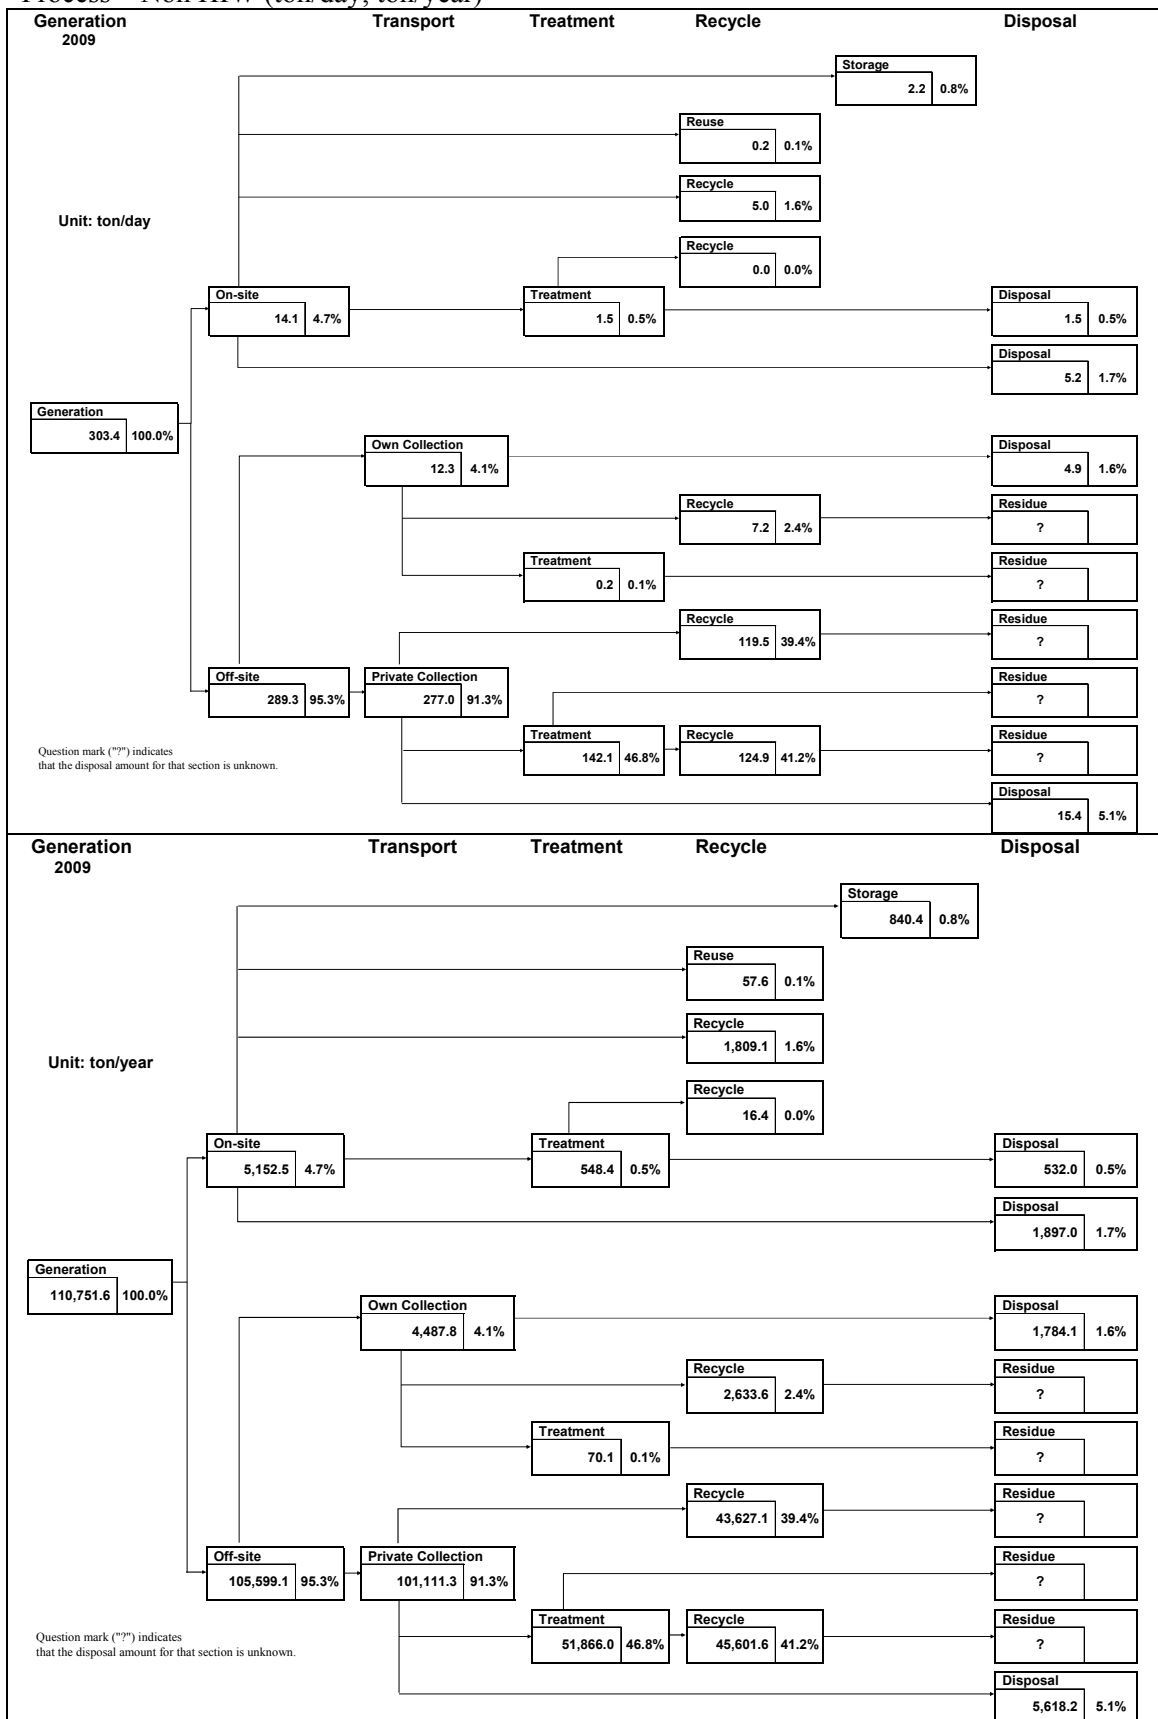 Process – Non HIW (ton/day, ton/year)
Generation Transport Treatment Recycle Disposal
2009
Storage
2.2 0.8%
Reuse
0.2 0.1%
Recycle
5.0 1.6%
Unit: ton/day
Recycle
0.0 0.0%
On-site Treatment Disposal
14.1 4.7% 1.5 0.5% 1.5 0.5%
Disposal
5.2 1.7%
Generation
303.4 100.0%
Own Collection Disposal
12.3 4.1% 4.9 1.6%
Recycle Residue
7.2 2.4% ?
Treatment Residue
0.2 0.1% ?
Recycle Residue
119.5 39.4% ?
Off-site Private Collection Residue
289.3 95.3% 277.0 91.3% ?
Treatment Recycle Residue
142.1 46.8% 124.9 41.2% ?
Question mark ("?") indicates
that the disposal amount for that section is unknown.
Disposal
15.4 5.1%
Generation Transport Treatment Recycle Disposal
2009
Storage
840.4 0.8%
Reuse
57.6 0.1%
Recycle
1,809.1 1.6%
Unit: ton/year
Recycle
16.4 0.0%
On-site Treatment Disposal
5,152.5 4.7% 548.4 0.5% 532.0 0.5%
Disposal
1,897.0 1.7%
Generation
110,751.6 100.0%
Own Collection Disposal
4,487.8 4.1% 1,784.1 1.6%
Recycle Residue
2,633.6 2.4% ?
Treatment Residue
70.1 0.1% ?
Recycle Residue
43,627.1 39.4% ?
Off-site Private Collection Residue
105,599.1 95.3% 101,111.3 91.3% ?
Treatment Recycle Residue
51,866.0 46.8% 45,601.6 41.2% ?
Question mark ("?") indicates
that the disposal amount for that section is unknown.
Disposal
5,618.2 5.1%